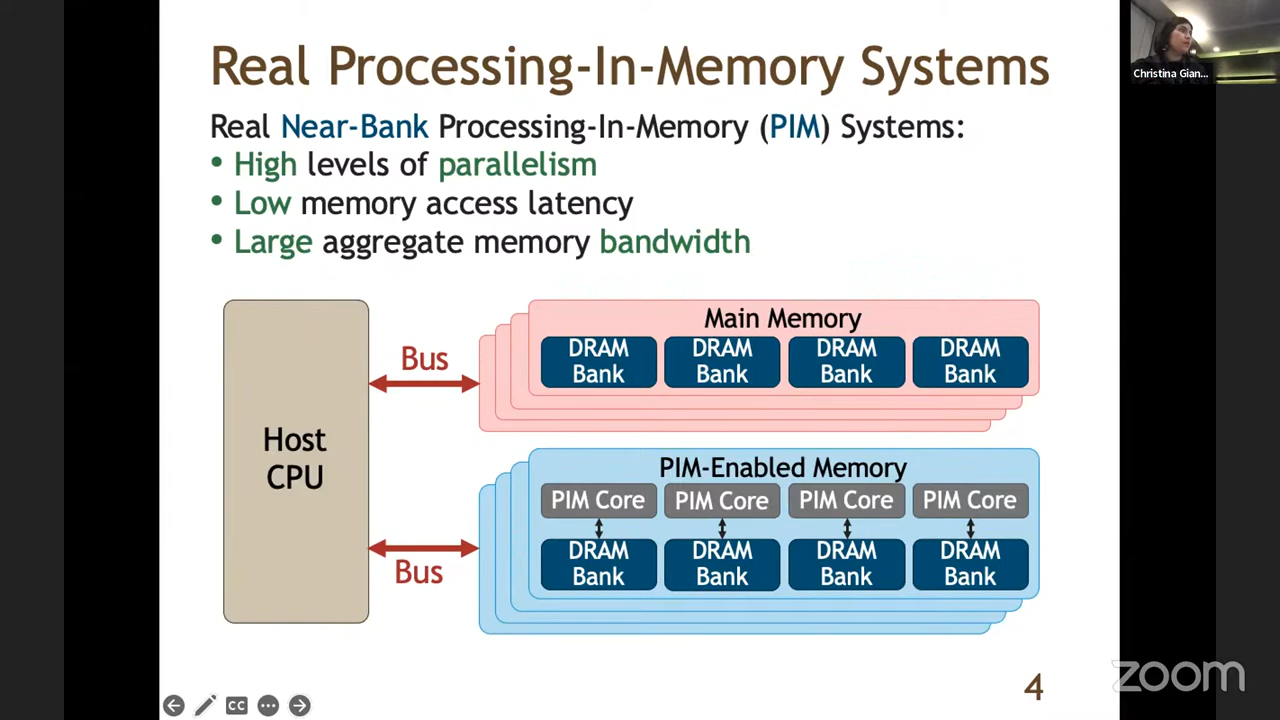 Real Processing-In-Memory Systems
Real Near-Bank Processing-In-Memory (PIM) Systems:
• High levels of parallelism
• Low memory access latency
• Large aggregate memory bandwidth
Host
CPU
Bus
Bus
Main Memory
DRAM
Bank
DRAM
Bank
DRAM
Bank
DRAM
Bank
PIM-Enabled Memory
PIM Core
PIM Core
PIM Core
PIM Core
DRAM
Bank
DRAM
Bank
DRAM
Bank
DRAM
Bank
4
Christina Gian...
CC
zoom